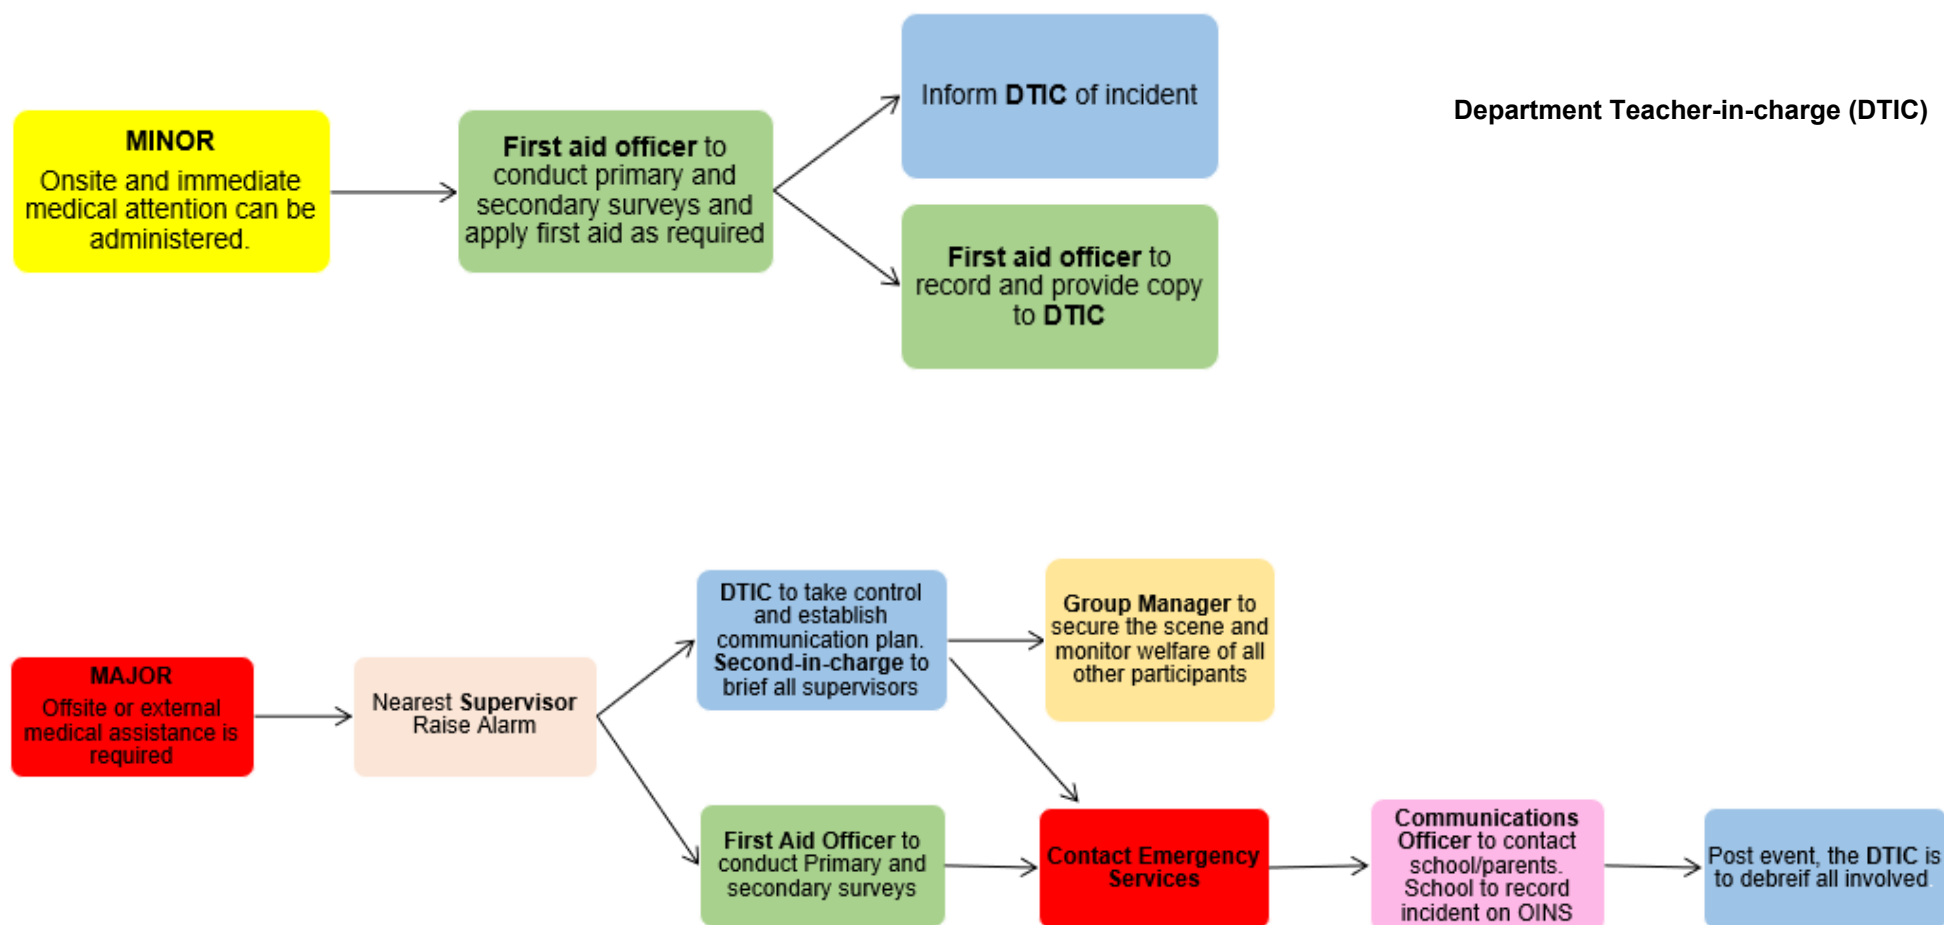 Inform DTIC of incident
Department Teacher-in-charge (DTIC)
MINOR
Onsite and immediate
medical attention can be
administered.
First aid officer to
conduct primary and
secondary surveys and
apply first aid as required
First aid officer to
record and provide copy
to DTIC
MAJOR
Offsite or external
medical assistance is
required
Nearest Supervisor
Raise Alarm
DTIC to take control
and establish
communication plan.
Second-in-charge to
brief all supervisors
Group Manager to
secure the scene and
monitor welfare of all
other participants
First Aid Officer to
conduct Primary and
secondary surveys
Contact Emergency
Services
Communications
Officer to contact
school/parents.
School to record
incident on OINS
Post event, the DTIC is
to debreif all involved.